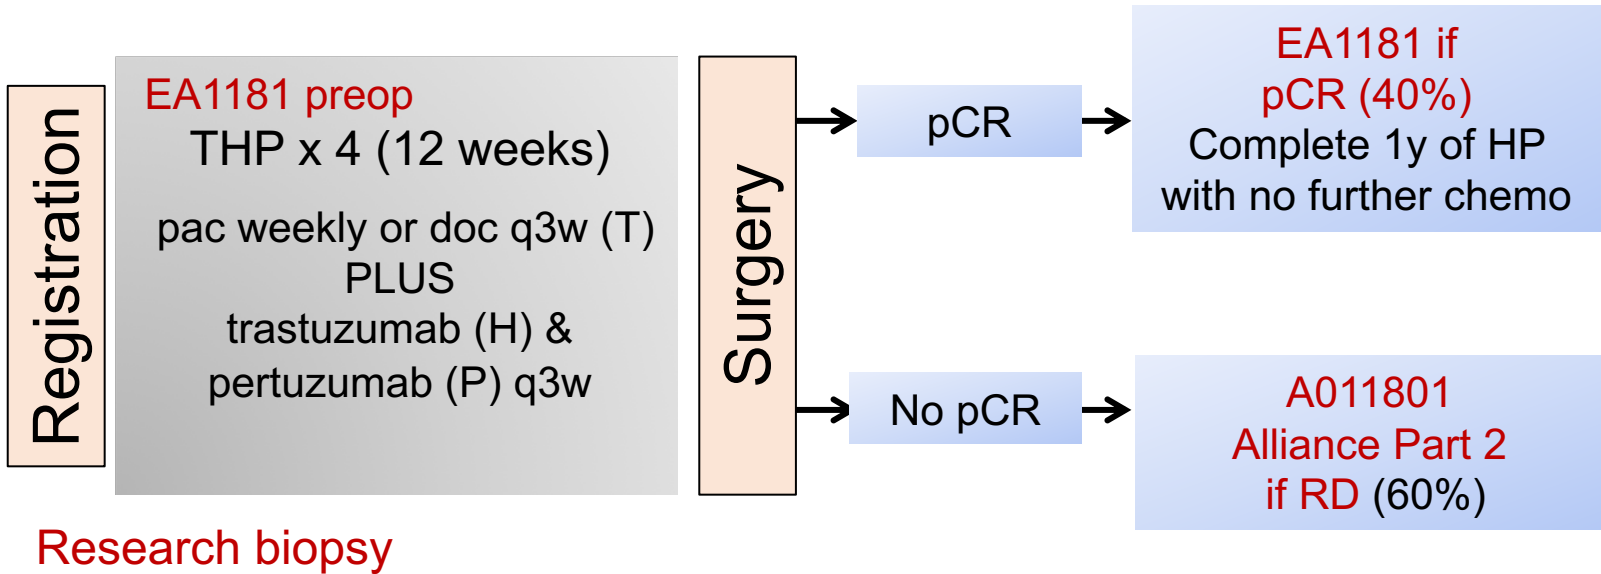 Registration
EA1181 preop
THP x 4 (12 weeks)
pac weekly or doc q3w (T)
PLUS
trastuzumab (H) &
pertuzumab (P) q3w
Research biopsy
Surgery
pCR
EA1181 if
pCR (40%)
Complete 1y of HP
with no further chemo
No pCR
A011801
Alliance Part 2
if RD (60%)